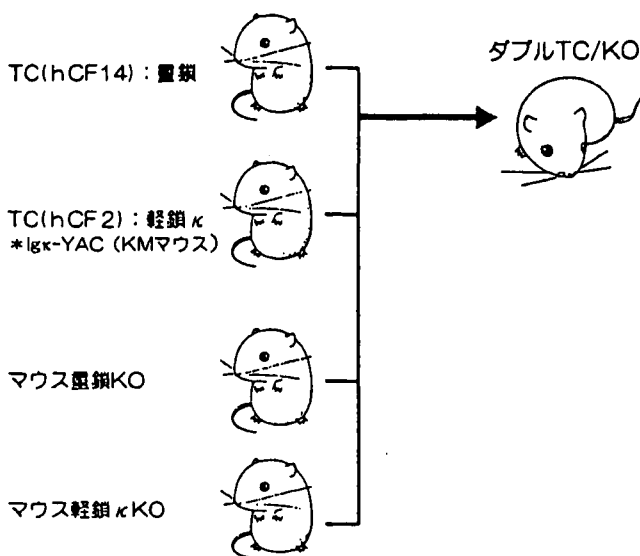 TC(hCF14)：重鎖
ダブルTC/KO
TC(hCF2)：軽鎖κ
*Igκ-YAC (KMマウス)
マウス重鎖KO
マウス軽鎖κKO